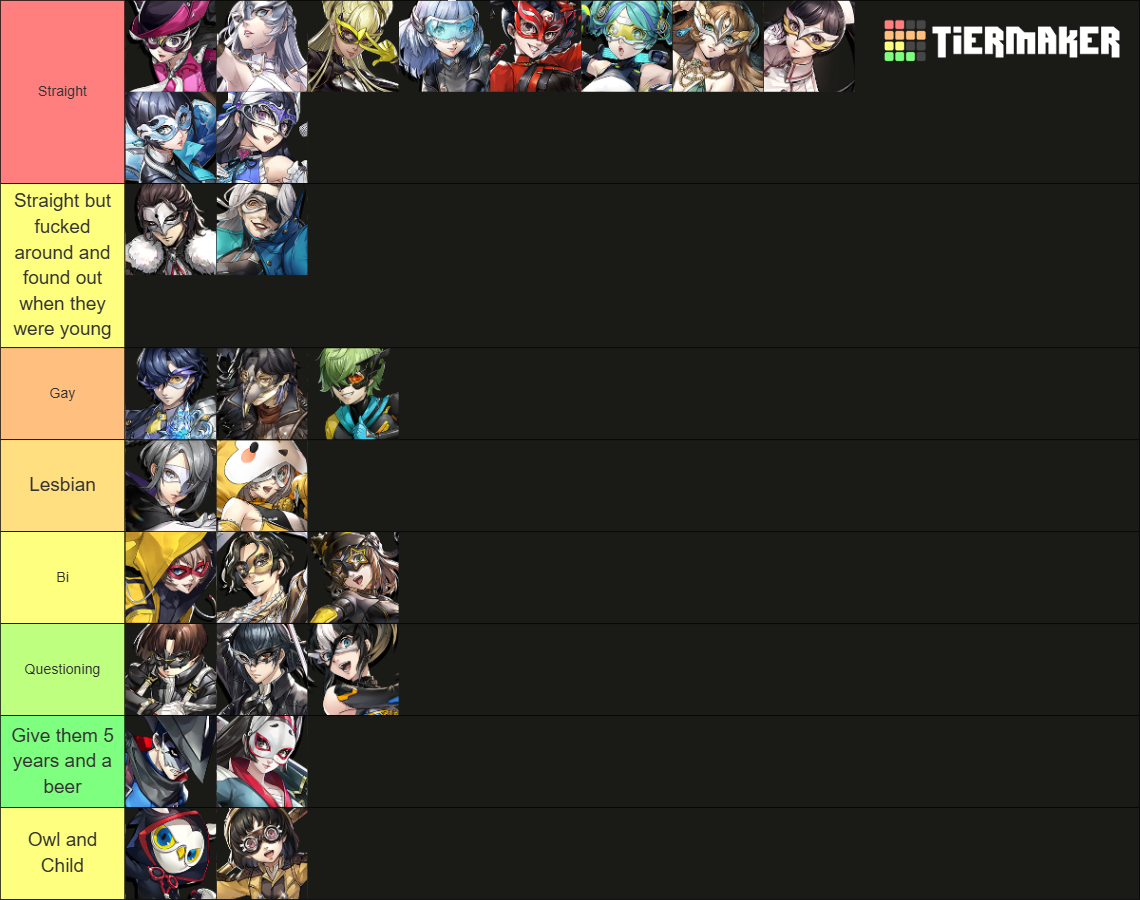 TiERMAKER
Straight
Straight but
fucked
around and
found out
when they
were young
Gay
Lesbian
Bi
Questioning
Give them 5
years and a
beer
Owl and
Child